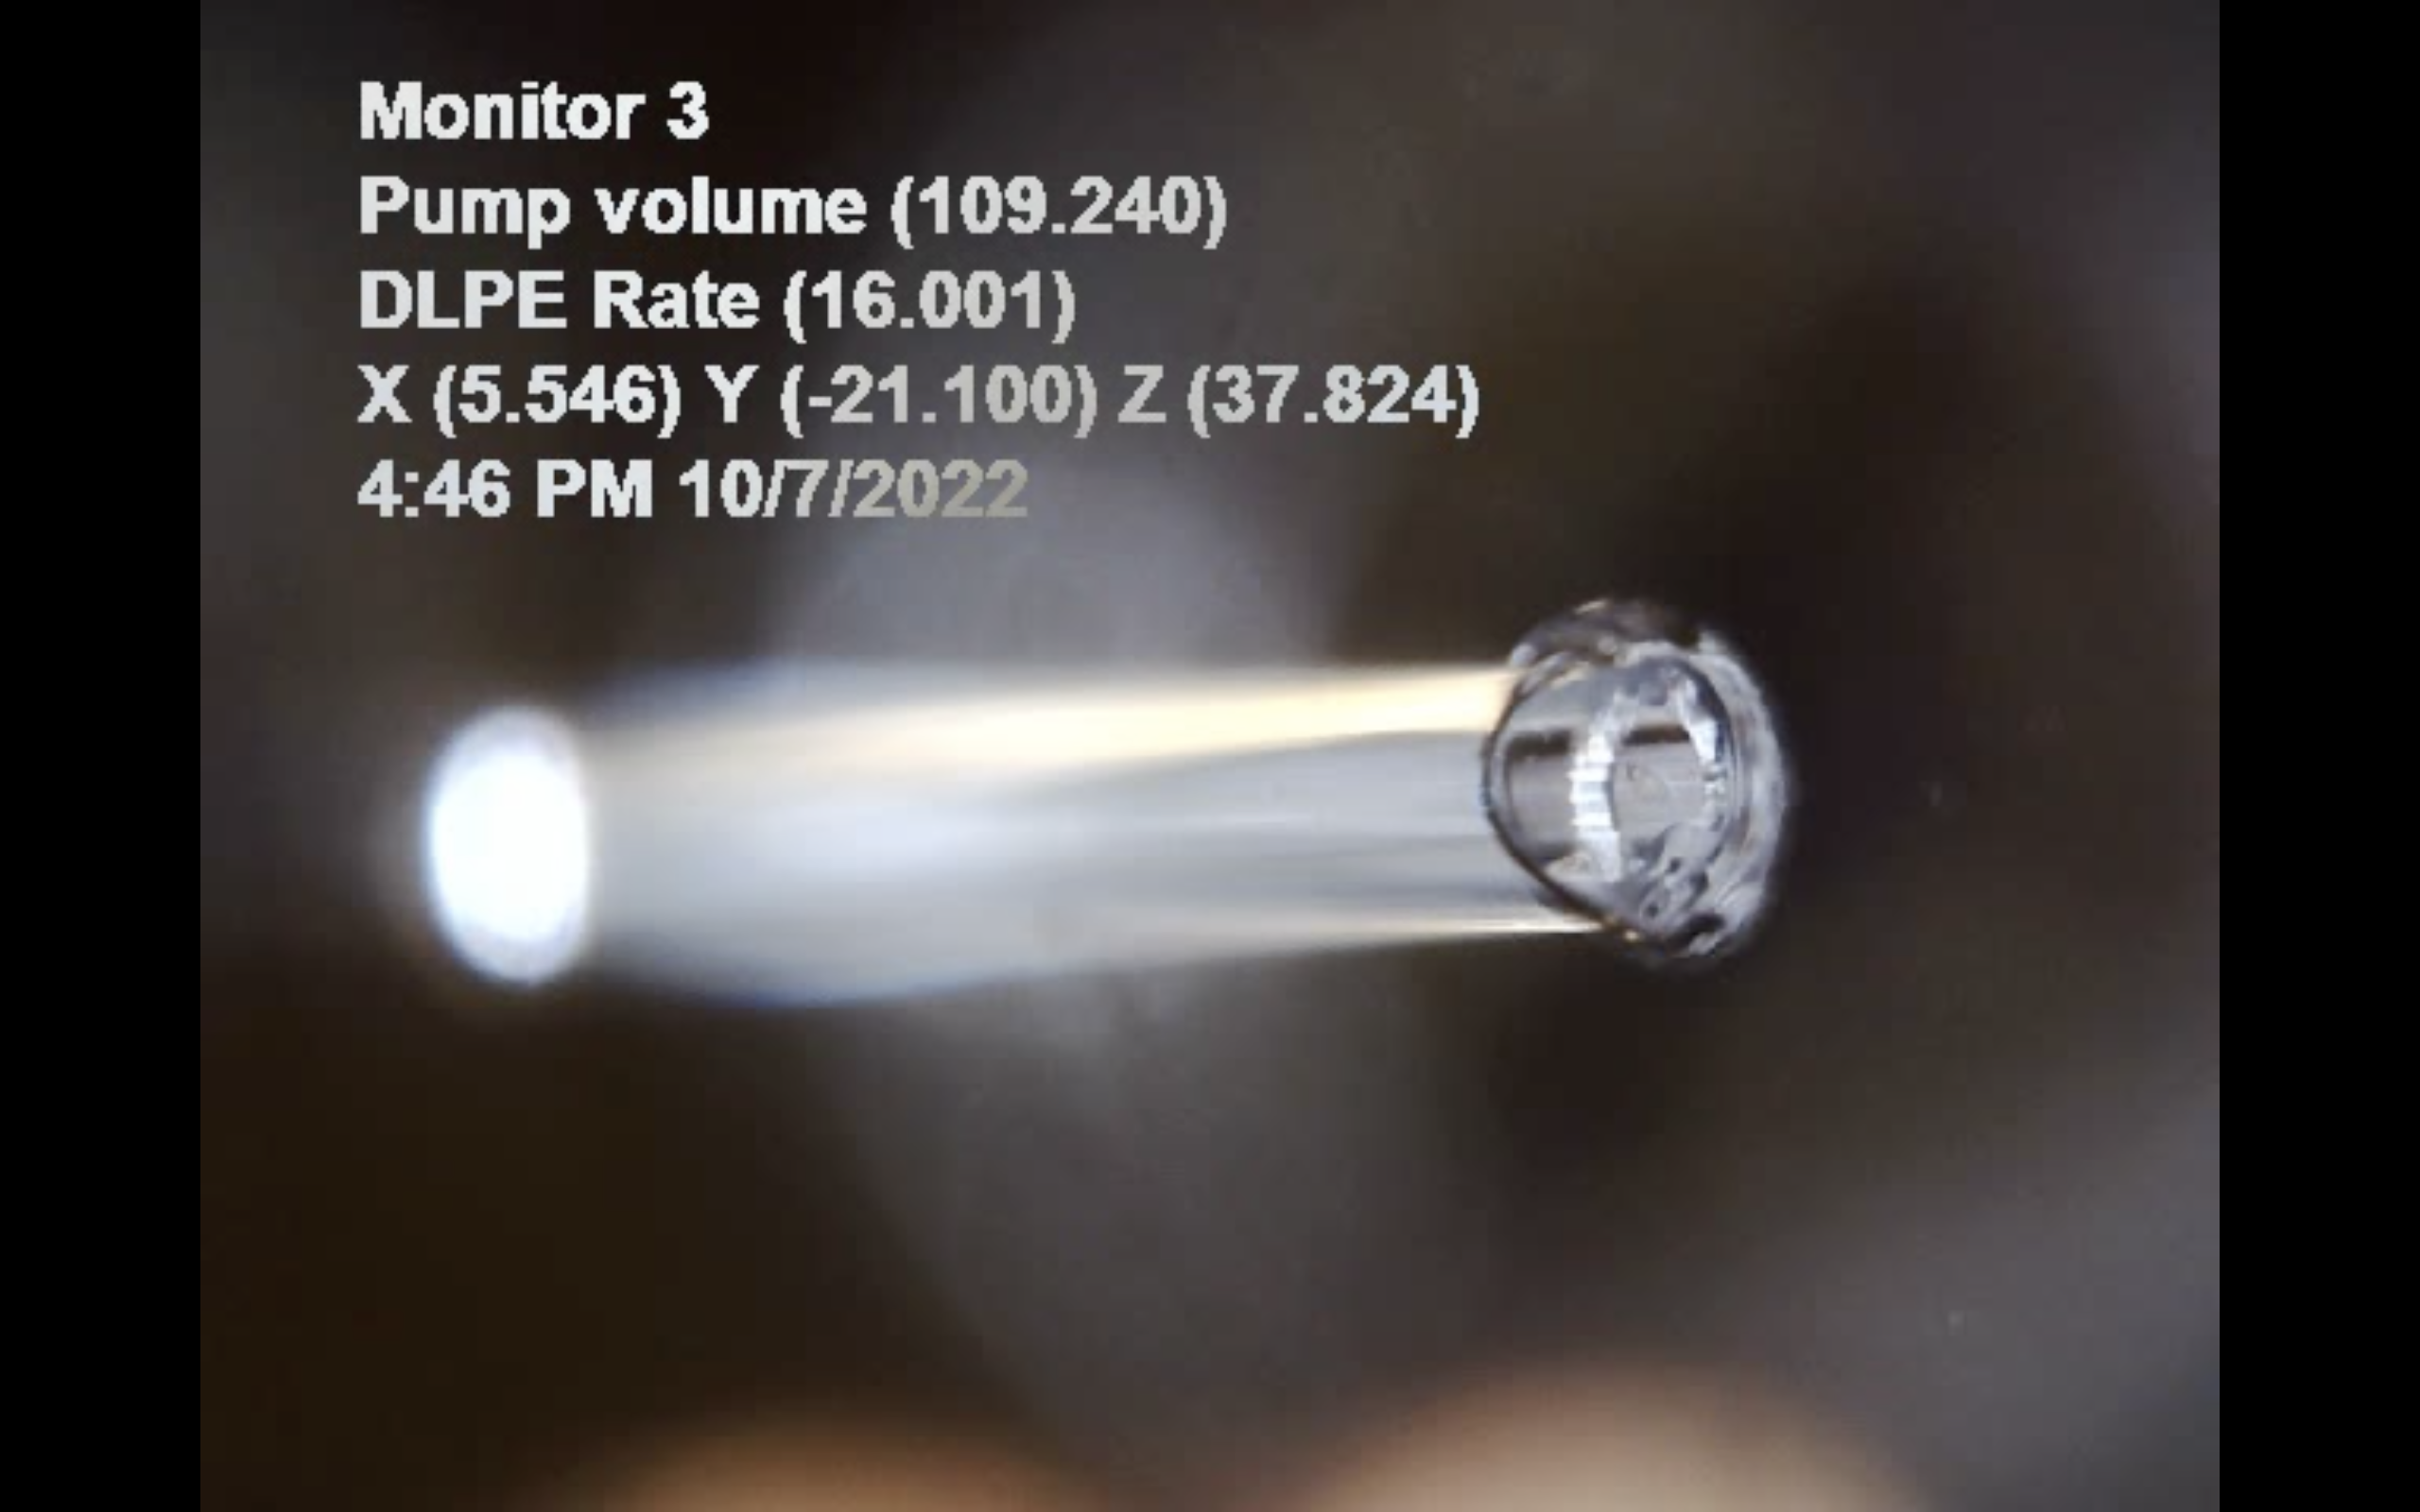 Monitor 3
Pump volume (109.240)
DLPE Rate (16.001)
X (5.546) Y (-21.100) Z (37.824)
4:46 PM 10/7/2022